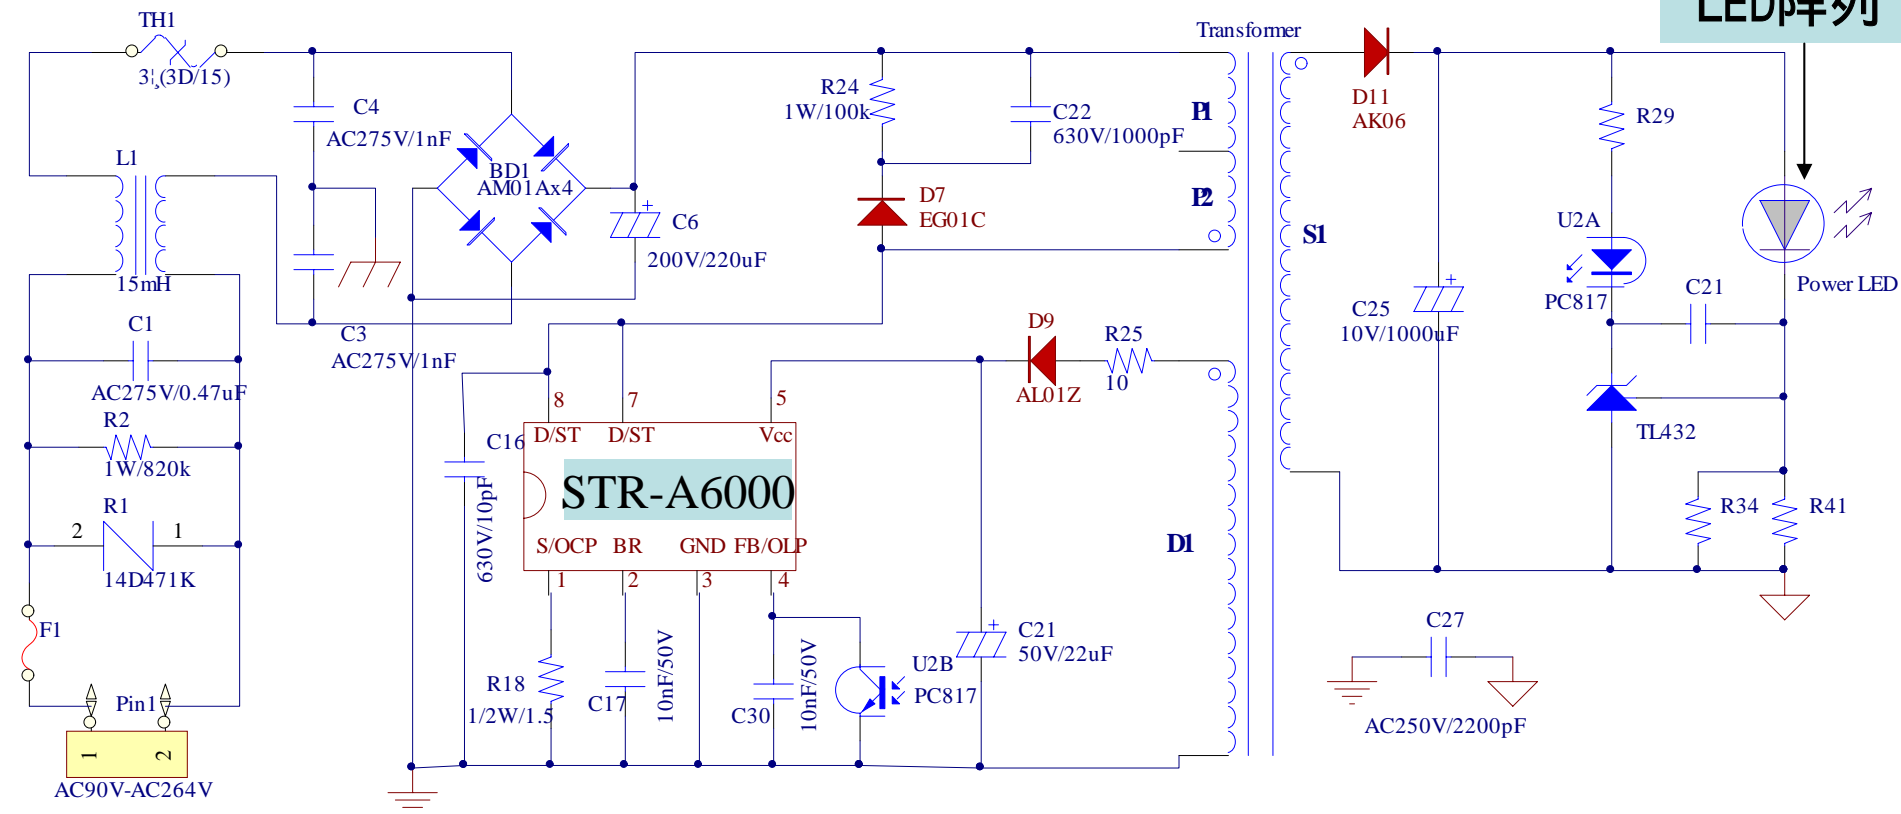 LED阵列
TH1
3¦¸(3D/15)
Transformer
C4
AC275V/1nF
R24
1W/100k
C22
630V/1000pF
P1
D11
AK06
R29
L1
15mH
BD1
AM01Ax4
C6
200V/220uF
D7
EG01C
P2
S1
U2A
PC817
Power LED
C21
C25
10V/1000uF
C1
AC275V/0.47uF
C3
AC275V/1nF
D9
AL01Z
R25
10
R2
1W/820k
8
7
5
D/ST
D/ST
Vcc
C16
630V/10pF
STR-A6000
S/OCP
BR
GND
FB/OLP
1
2
3
4
TL432
R1
2
1
14D471K
D1
R34
R41
F1
Pin1
1
2
AC90V-AC264V
R18
1/2W/1.5
C17
10nF/50V
C30
10nF/50V
U2B
PC817
C21
50V/22uF
C27
AC250V/2200pF